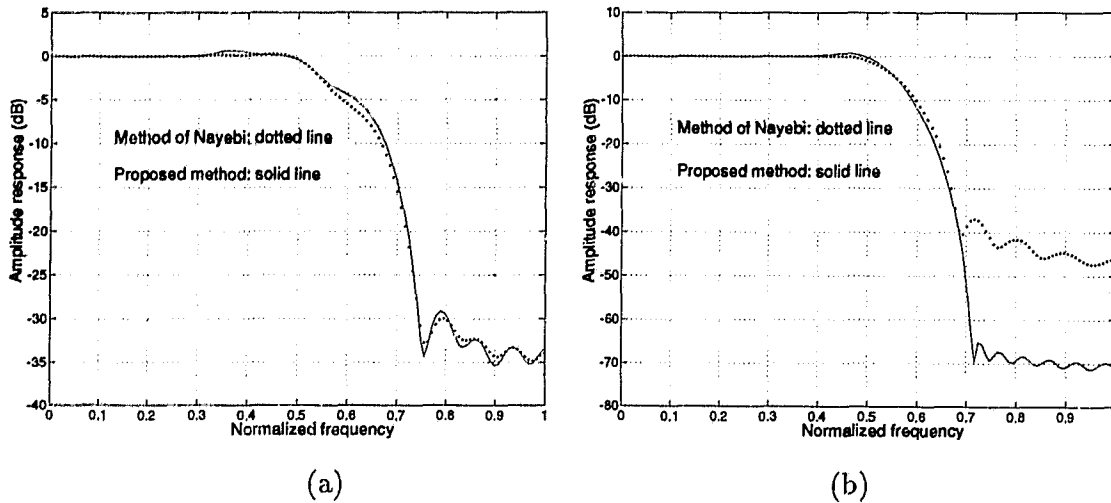 5
0
-5
-10
-15
-20
-25
-30
-35
-40
Amplitude response (dB)
Method of Nayebi: dotted line
Proposed method: solid line
0 0.1 0.2 0.3 0.4 0.5 0.6 0.7 0.8 0.9 1
Normalized frequency
(a)
10
0
-10
-20
-30
-40
-50
-60
-70
-80
Amplitude response (dB)
Method of Nayebi: dotted line
Proposed method: solid line
0 0.1 0.2 0.3 0.4 0.5 0.6 0.7 0.8 0.9
Normalized frequency
(b)